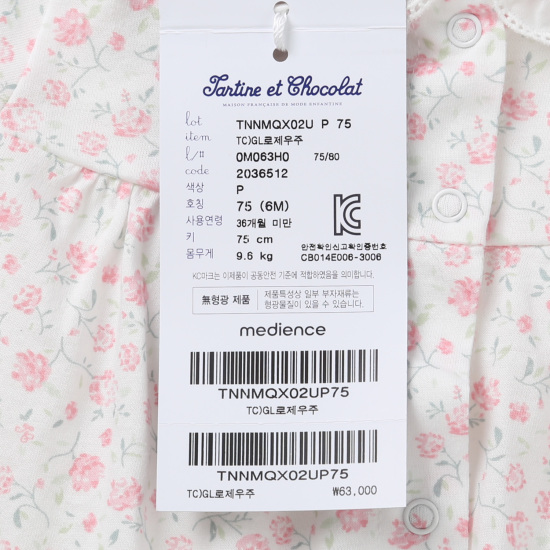 Tartine et Chocolat
MAISON FRANÇAISE DE MODE ENFANTINE
lot TNNMQX02U P 75
item TC)GL로제우주
l/# 0M063H0 75/80
code 2036512
색상 P
호칭 75 (6M)
사용연령 36개월 미만
키 75 cm
몸무게 9.6 kg
안전확인신고확인증번호
CB014E006-3006
KC마크는 이제품이 공통안전 기준에 적합하였음을 의미합니다.
無형광 제품
제품특성상 일부 부자재류는
형광물질이 있을 수 있습니다.
medience
TNNMQX02UP75
TC)GL로제우주
TNNMQX02UP75
TC)GL로제우주 ₩63,000